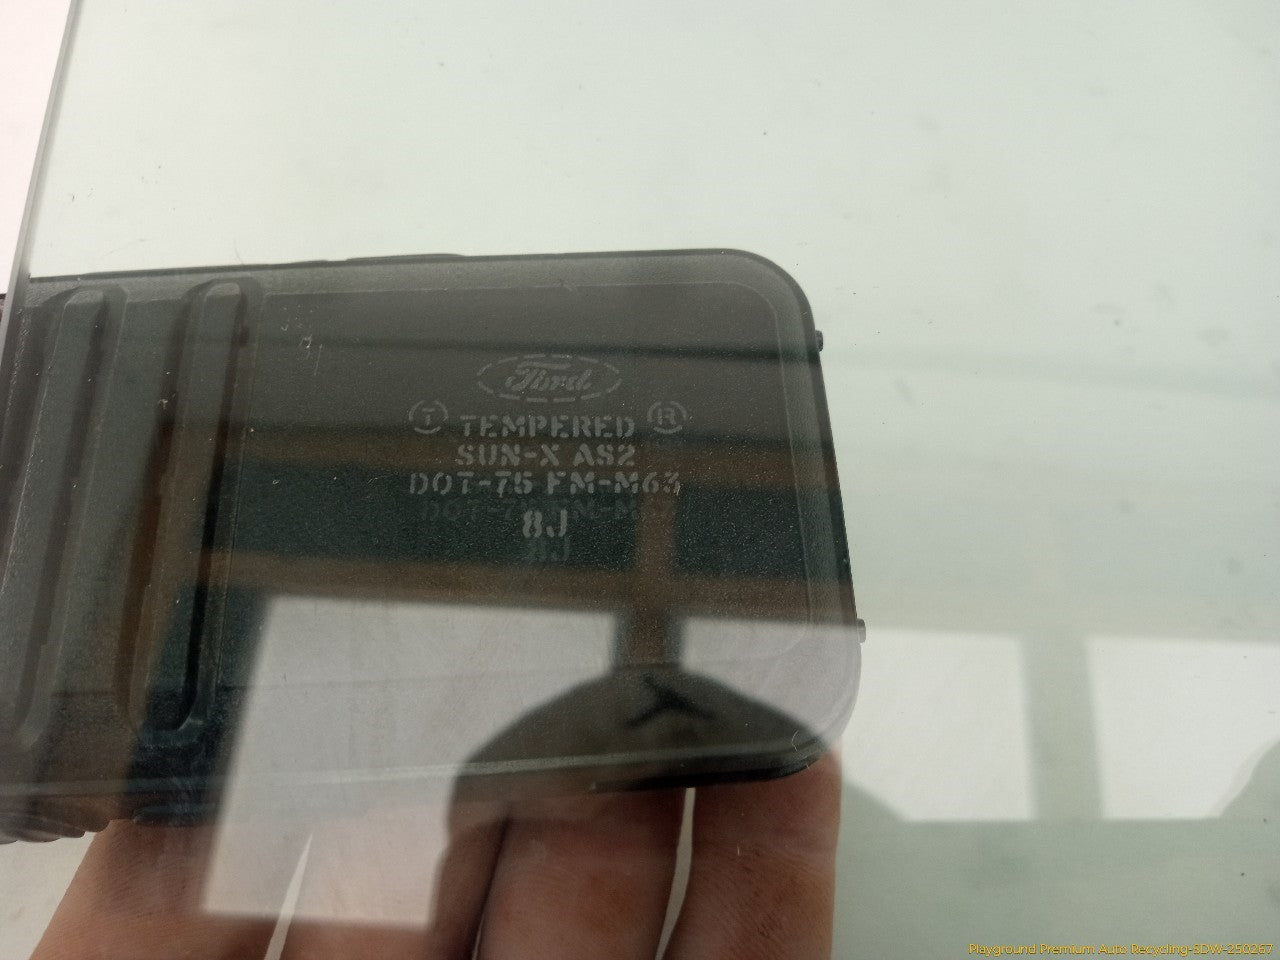 Ford
T TEMPERED R
SUN-X AS2
DOT-75 FM-M63
8J
Playground Premium Auto Recycling-SDW-250267